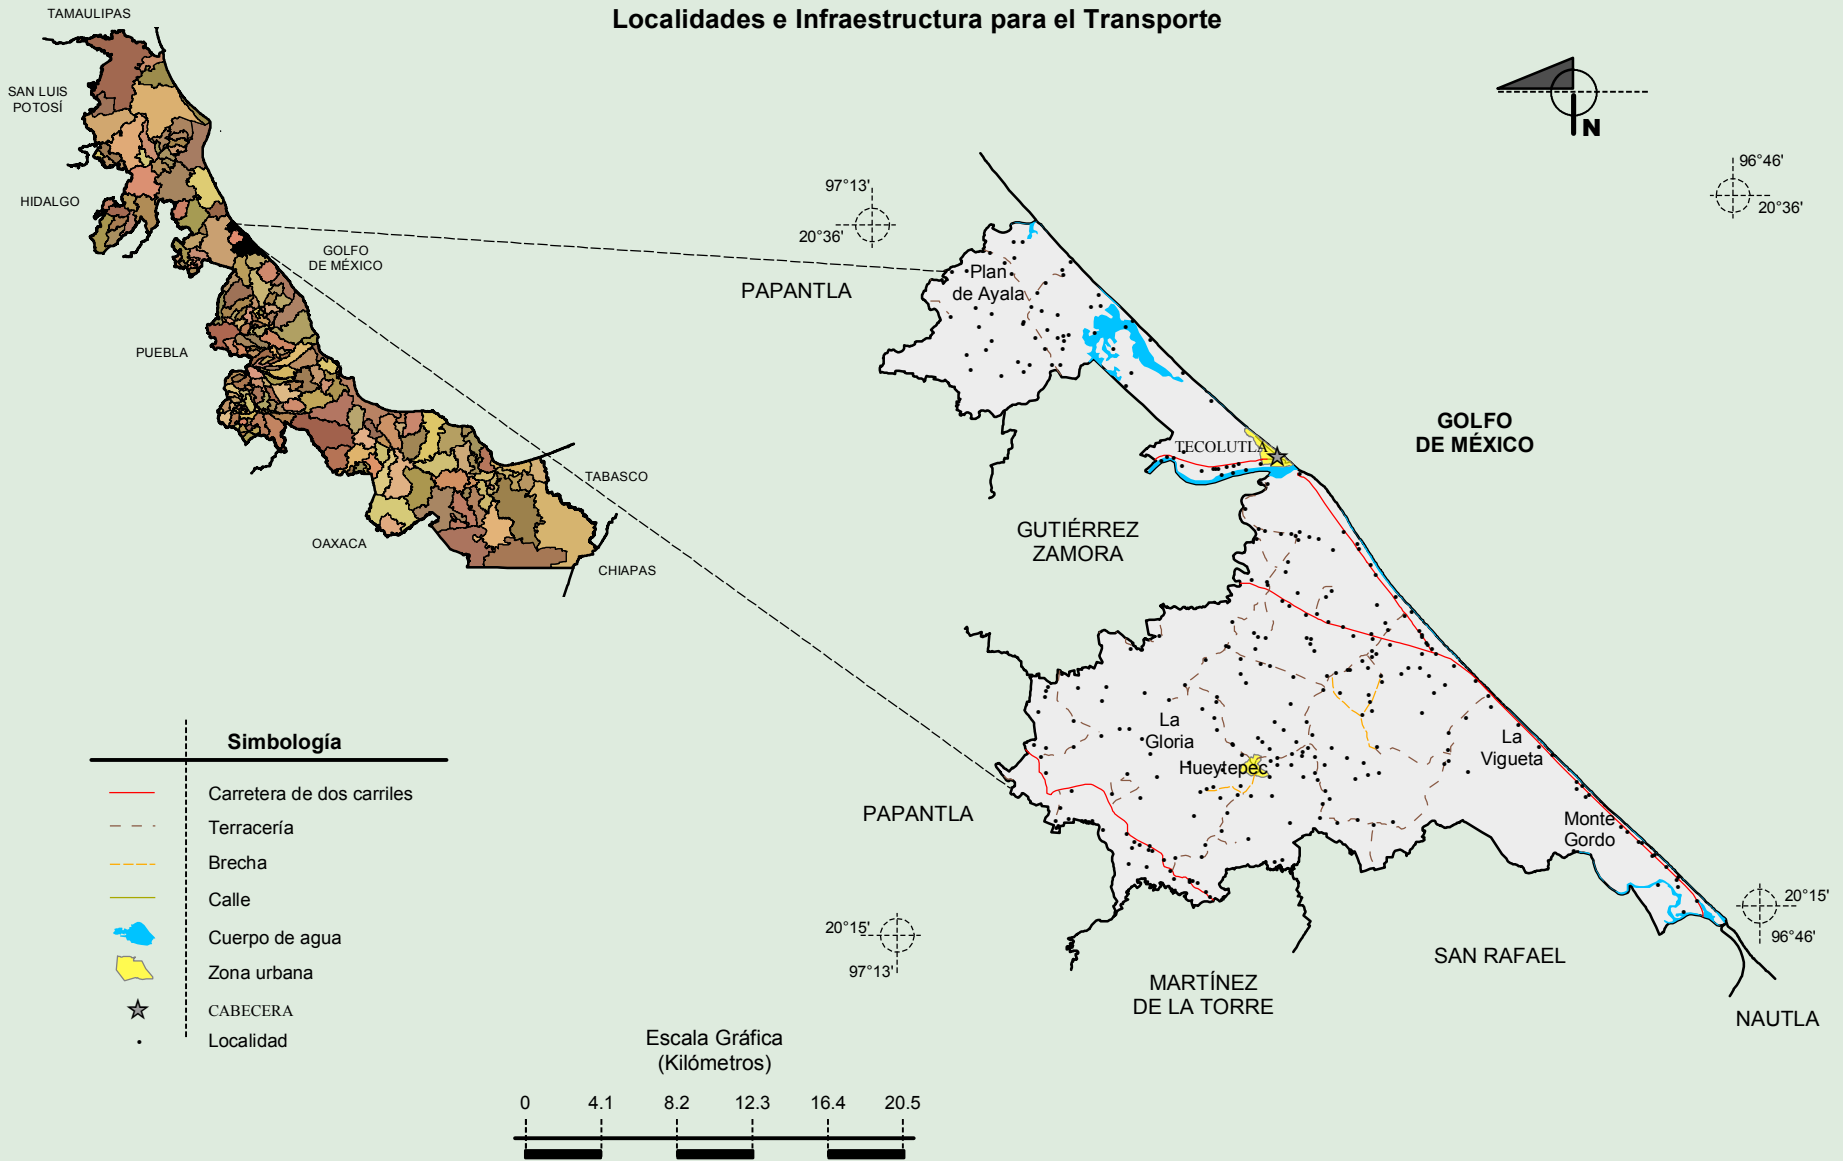 Localidades e Infraestructura para el Transporte
TAMAULIPAS
SAN LUIS
POTOSÍ
HIDALGO
GOLFO
DE MÉXICO
PUEBLA
TABASCO
OAXACA
CHIAPAS
N
97°13'
20°36'
96°46'
20°36'
PAPANTLA
Plan
de Ayala
GOLFO
DE MÉXICO
TECOLUTLA
GUTIÉRREZ
ZAMORA
La
Gloria
Hueytepec
La
Vigueta
PAPANTLA
Monte
Gordo
20°15'
97°13'
20°15'
96°46'
SAN RAFAEL
MARTÍNEZ
DE LA TORRE
NAUTLA
Simbología
Carretera de dos carriles
Terracería
Brecha
Calle
Cuerpo de agua
Zona urbana
CABECERA
Localidad
Escala Gráfica
(Kilómetros)
0 4.1 8.2 12.3 16.4 20.5